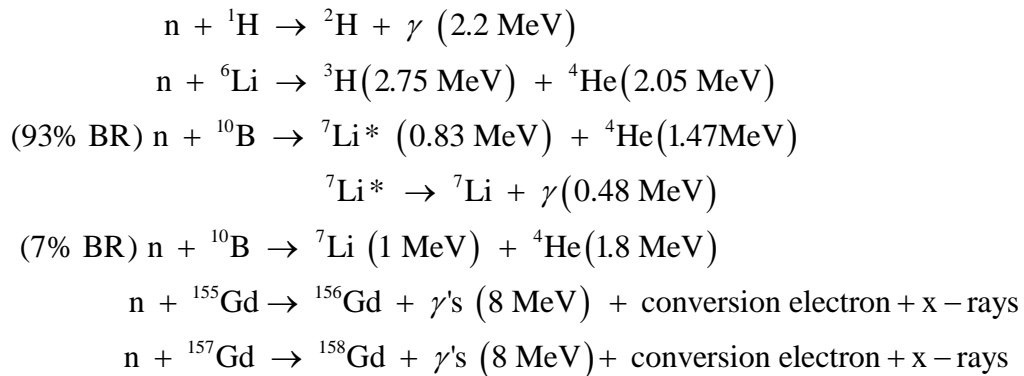 n + ¹H → ²H + γ (2.2 MeV)
n + ⁶Li → ³H(2.75 MeV) + ⁴He(2.05 MeV)
(93% BR) n + ¹⁰B → ⁷Li* (0.83 MeV) + ⁴He(1.47MeV)
⁷Li* → ⁷Li + γ(0.48 MeV)
(7% BR) n + ¹⁰B → ⁷Li (1 MeV) + ⁴He(1.8 MeV)
n + ¹⁵⁵Gd → ¹⁵⁶Gd + γ's (8 MeV) + conversion electron + x − rays
n + ¹⁵⁷Gd → ¹⁵⁸Gd + γ's (8 MeV) + conversion electron + x − rays